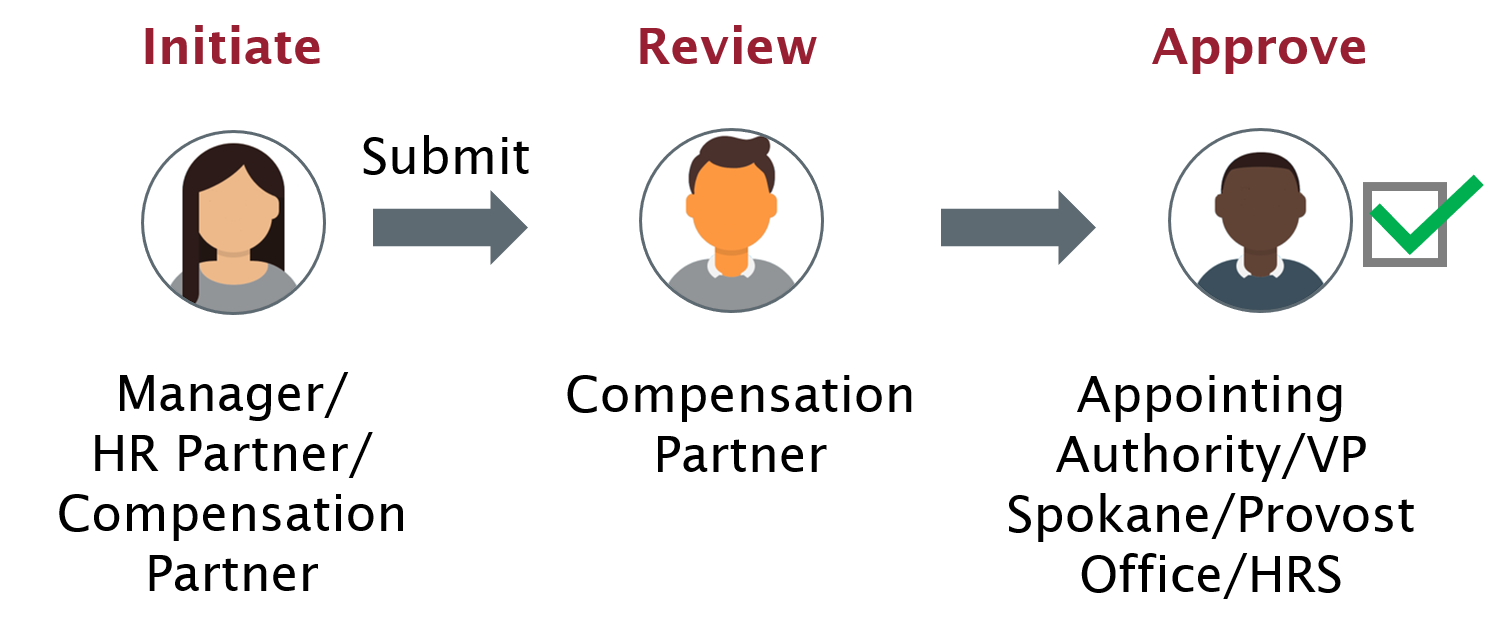 Initiate
Review
Approve
Submit
Manager/
HR Partner/
Compensation
Partner
Compensation
Partner
Appointing
Authority/VP
Spokane/Provost
Office/HRS